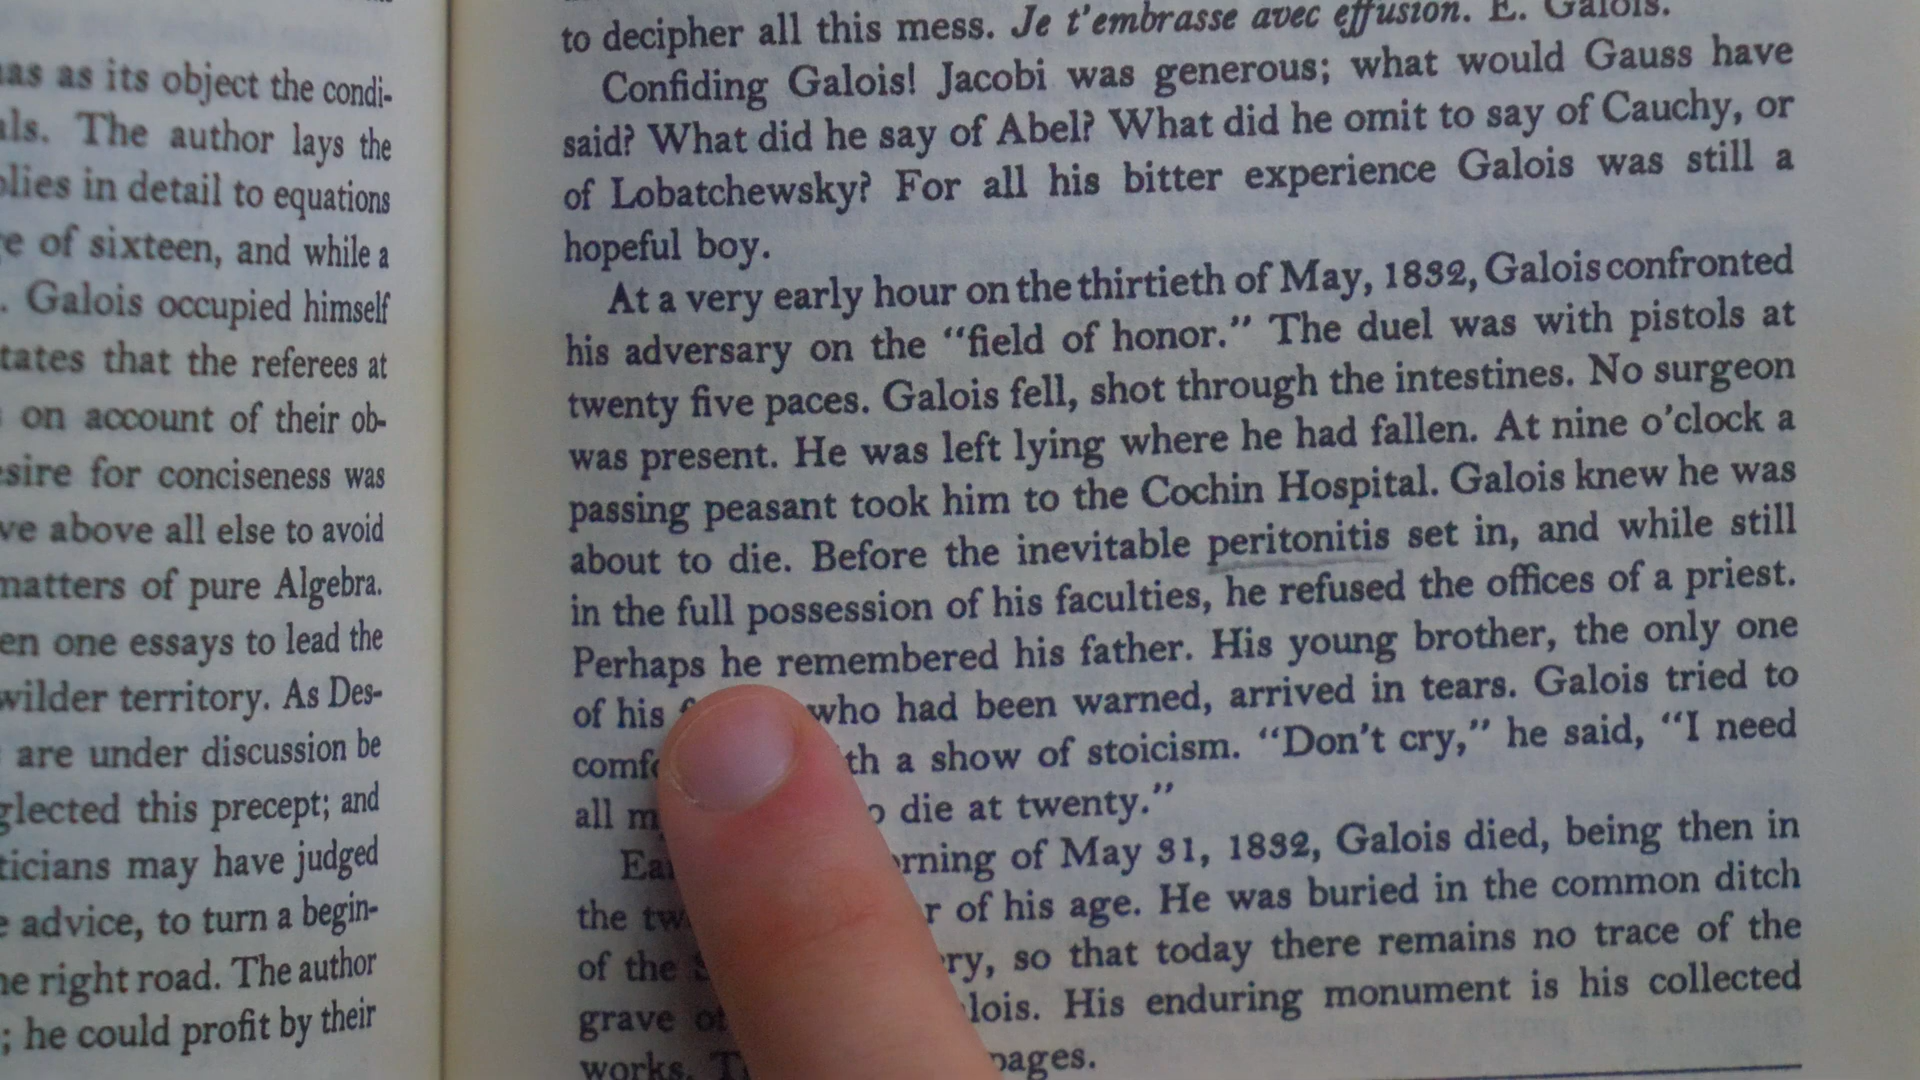 as as its object the condi-
ls. The author lays the
lies in detail to equations
e of sixteen, and while a
. Galois occupied himself
tates that the referees at
on account of their ob-
sire for conciseness was
ve above all else to avoid
matters of pure Algebra.
en one essays to lead the
wilder territory. As Des-
are under discussion be
glected this precept; and
ticians may have judged
advice, to turn a begin-
e right road. The author
; he could profit by their
to decipher all this mess. Je t'embrasse avec effusion. E. Galois.
Confiding Galois! Jacobi was generous; what would Gauss have
said? What did he say of Abel? What did he omit to say of Cauchy, or
of Lobatchewsky? For all his bitter experience Galois was still a
hopeful boy.
At a very early hour on the thirtieth of May, 1832, Galois confronted
his adversary on the “field of honor.” The duel was with pistols at
twenty five paces. Galois fell, shot through the intestines. No surgeon
was present. He was left lying where he had fallen. At nine o'clock a
passing peasant took him to the Cochin Hospital. Galois knew he was
about to die. Before the inevitable peritonitis set in, and while still
in the full possession of his faculties, he refused the offices of a priest.
Perhaps he remembered his father. His young brother, the only one
of his who had been warned, arrived in tears. Galois tried to
comfo th a show of stoicism. “Don't cry,” he said, “I need
all m o die at twenty.”
Ea rning of May 31, 1832, Galois died, being then in
the tw r of his age. He was buried in the common ditch
of the ry, so that today there remains no trace of the
grave of lois. His enduring monument is his collected
works. pages.